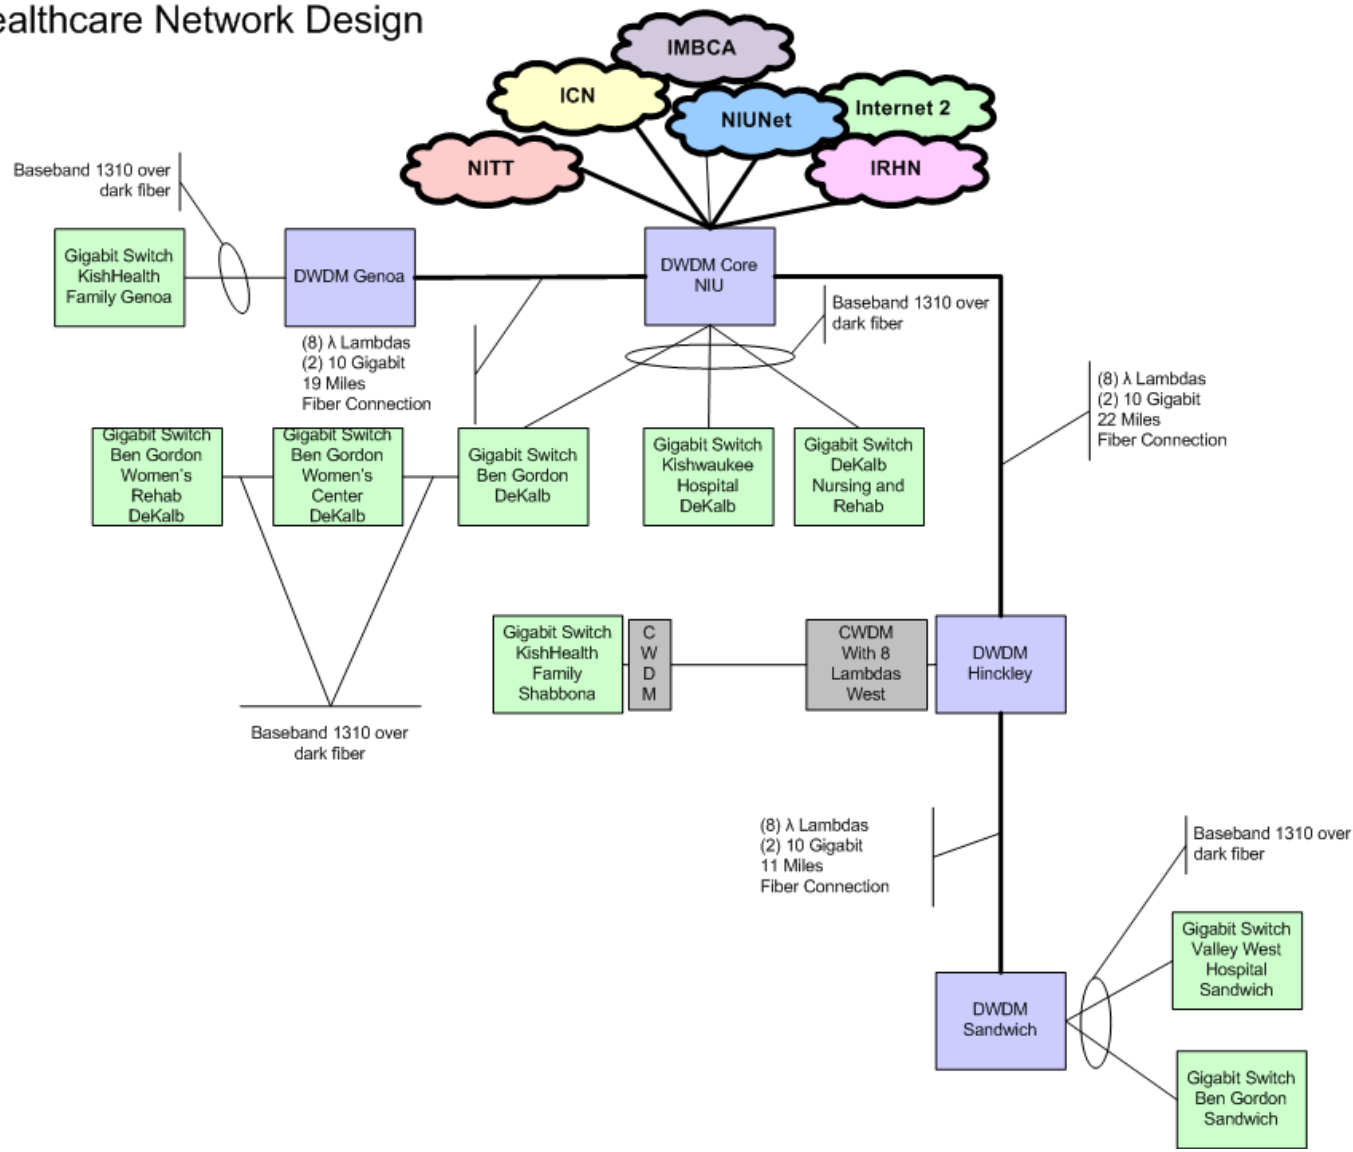 ealthcare Network Design
IMBCA
ICN
NIUNet
Internet 2
NITT
IRHN
Baseband 1310 over
dark fiber
Gigabit Switch
KishHealth
Family Genoa
DWDM Genoa
DWDM Core
NIU
Baseband 1310 over
dark fiber
(8) λ Lambdas
(2) 10 Gigabit
19 Miles
Fiber Connection
(8) λ Lambdas
(2) 10 Gigabit
22 Miles
Fiber Connection
Gigabit Switch
Ben Gordon
Women's
Rehab
DeKalb
Gigabit Switch
Ben Gordon
Women's
Center
DeKalb
Gigabit Switch
Ben Gordon
DeKalb
Gigabit Switch
Kishwaukee
Hospital
DeKalb
Gigabit Switch
DeKalb
Nursing and
Rehab
Gigabit Switch
KishHealth
Family
Shabbona
C
W
D
M
CWDM
With 8
Lambdas
West
DWDM
Hinckley
Baseband 1310 over
dark fiber
(8) λ Lambdas
(2) 10 Gigabit
11 Miles
Fiber Connection
Baseband 1310 over
dark fiber
Gigabit Switch
Valley West
Hospital
Sandwich
DWDM
Sandwich
Gigabit Switch
Ben Gordon
Sandwich